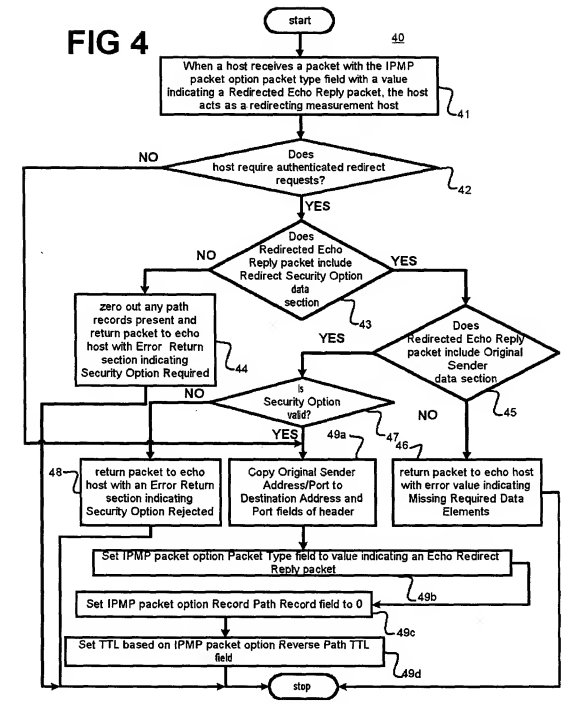 start
FIG 4
40
When a host receives a packet with the IPMP
packet option packet type field with a value
indicating a Redirected Echo Reply packet, the host
acts as a redirecting measurement host
41
NO
Does
host require authenticated redirect
requests?
42
YES
NO
Does
Redirected Echo
Reply packet include
Redirect Security Option
data
section
43
YES
zero out any path
records present and
return packet to echo
host with Error Return
section indicating
Security Option Required
44
YES
Does
Redirected Echo Reply
packet include Original
Sender
data section
45
NO
Is
Security Option
valid?
47
NO
YES
49a
46
48
return packet to echo
host with an Error Return
section indicating
Security Option Rejected
Copy Original Sender
Address/Port to
Destination Address and
Port fields of header
return packet to echo host
with error value indicating
Missing Required Data
Elements
Set IPMP packet option Packet Type field to value indicating an Echo Redirect
Reply packet
49b
Set IPMP packet option Record Path Record field to 0
49c
Set TTL based on IPMP packet option Reverse Path TTL
field
49d
stop